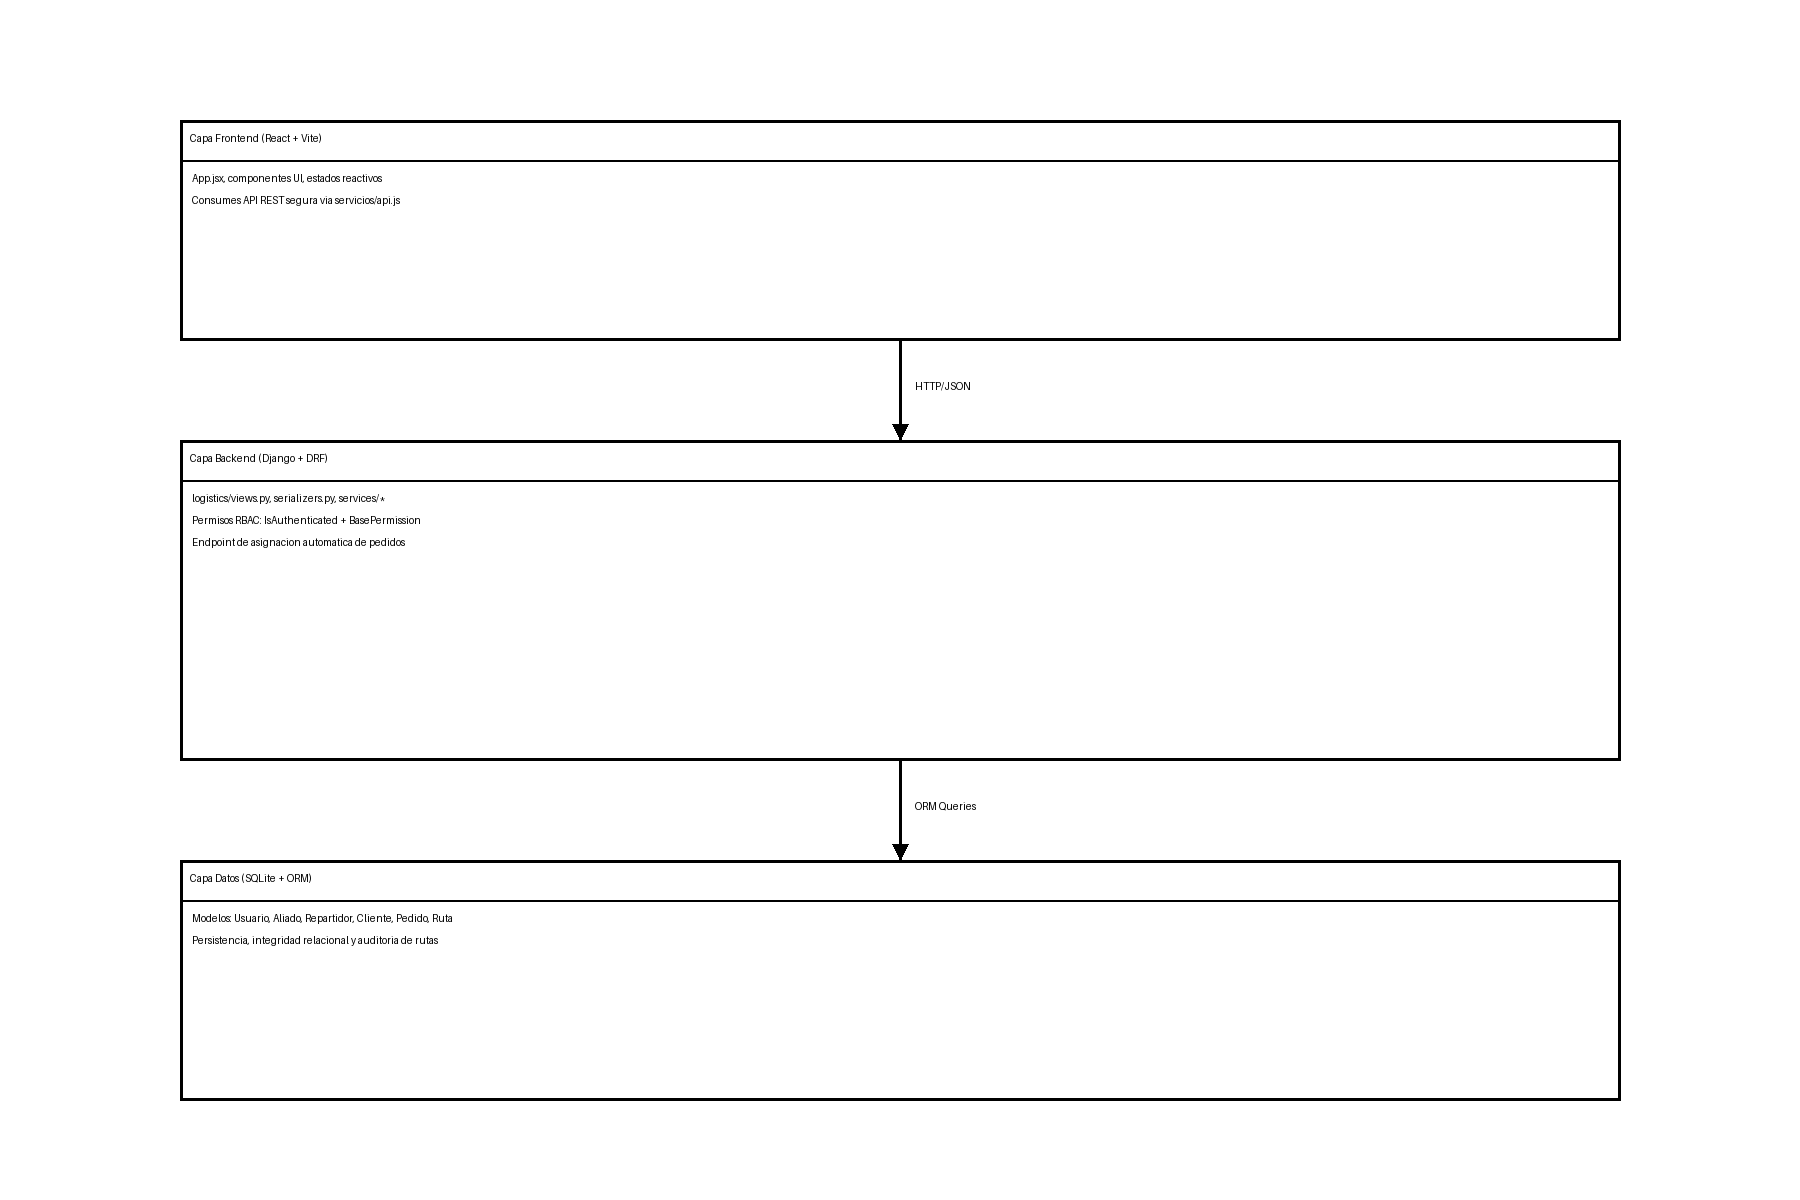 Capa Frontend (React + Vite)
App.jsx, componentes UI, estados reactivos
Consumes API REST segura via servicios/api.js
HTTP/JSON
Capa Backend (Django + DRF)
logistics/views.py, serializers.py, services/*
Permisos RBAC: IsAuthenticated + BasePermission
Endpoint de asignacion automatica de pedidos
ORM Queries
Capa Datos (SQLite + ORM)
Modelos: Usuario, Aliado, Repartidor, Cliente, Pedido, Ruta
Persistencia, integridad relacional y auditoria de rutas